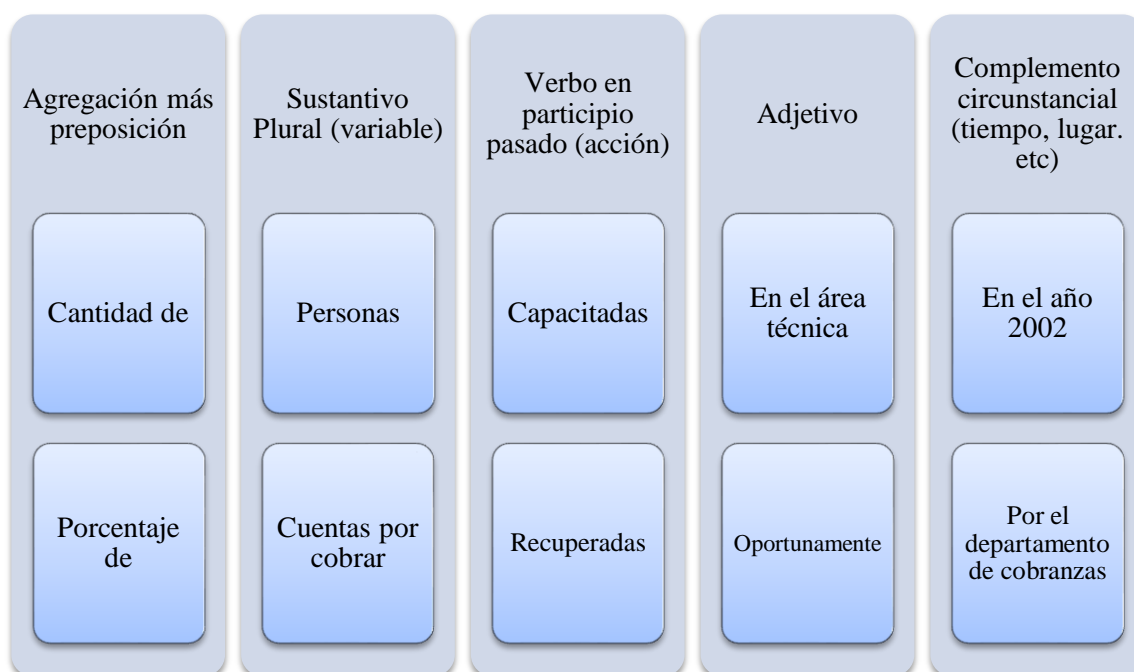 Agregación más
preposición
Sustantivo
Plural (variable)
Verbo en
participio
pasado (acción)
Adjetivo
Complemento
circunstancial
(tiempo, lugar.
etc)
Cantidad de
Personas
Capacitadas
En el área
técnica
En el año
2002
Porcentaje
de
Cuentas por
cobrar
Recuperadas
Oportunamente
Por el
departamento
de cobranzas